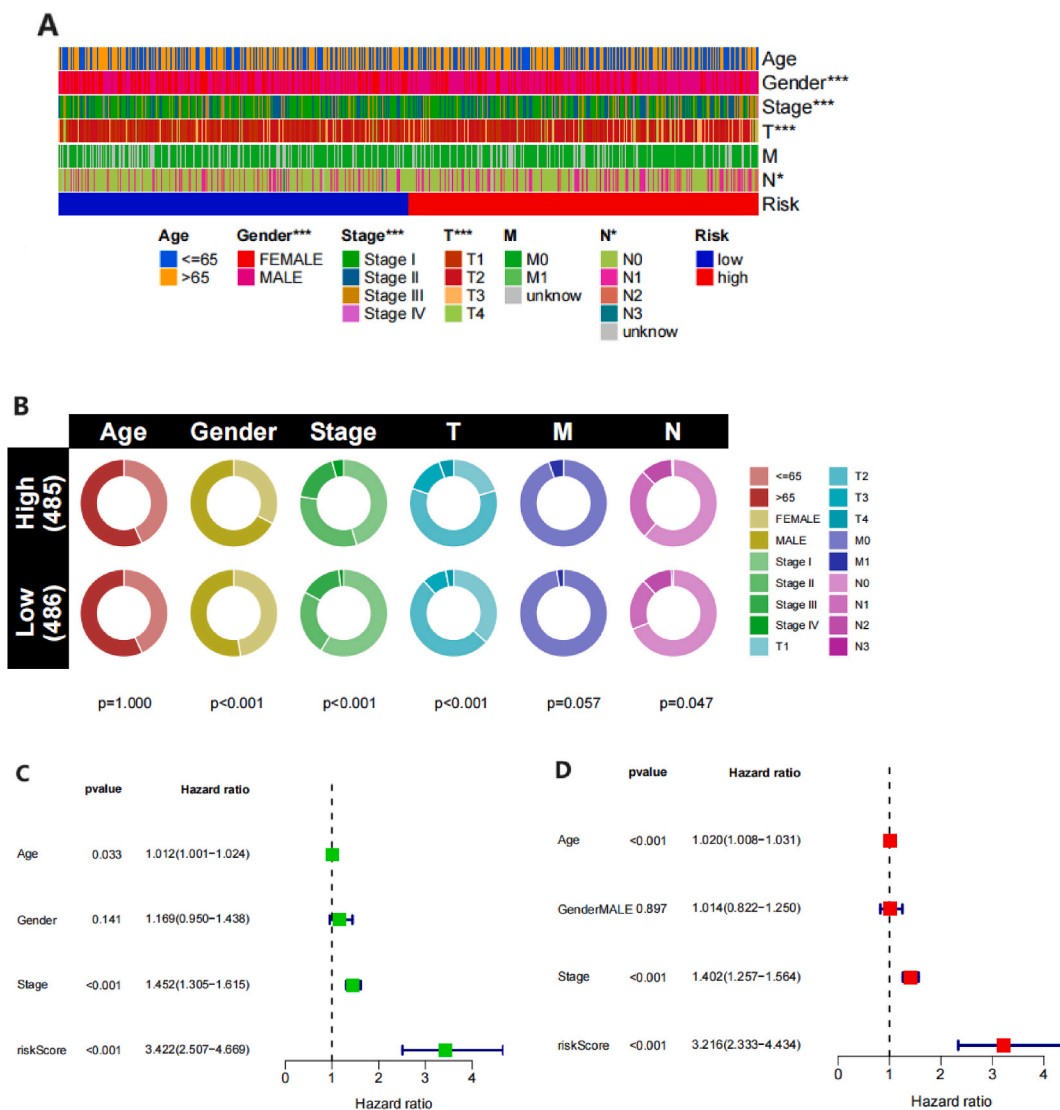 A
Age
Gender***
Stage***
T***
M
N*
Risk
Age Gender*** Stage*** T*** M N* Risk
<=65 FEMALE Stage I T1 M0 N0 low
>65 MALE Stage II T2 M1 N1 high
Stage III T3 unknow N2
Stage IV T4 N3
unknow
B
Age Gender Stage T M N
High
(485)
Low
(486)
<=65 T2
>65 T3
FEMALE T4
MALE M0
Stage I M1
Stage II N0
Stage III N1
Stage IV N2
T1 N3
p=1.000 p<0.001 p<0.001 p<0.001 p=0.057 p=0.047
C
pvalue Hazard ratio
Age 0.033 1.012(1.001−1.024)
Gender 0.141 1.169(0.950−1.438)
Stage <0.001 1.452(1.305−1.615)
riskScore <0.001 3.422(2.507−4.669)
0 1 2 3 4
Hazard ratio
D
pvalue Hazard ratio
Age <0.001 1.020(1.008−1.031)
GenderMALE 0.897 1.014(0.822−1.250)
Stage <0.001 1.402(1.257−1.564)
riskScore <0.001 3.216(2.333−4.434)
0 1 2 3 4
Hazard ratio